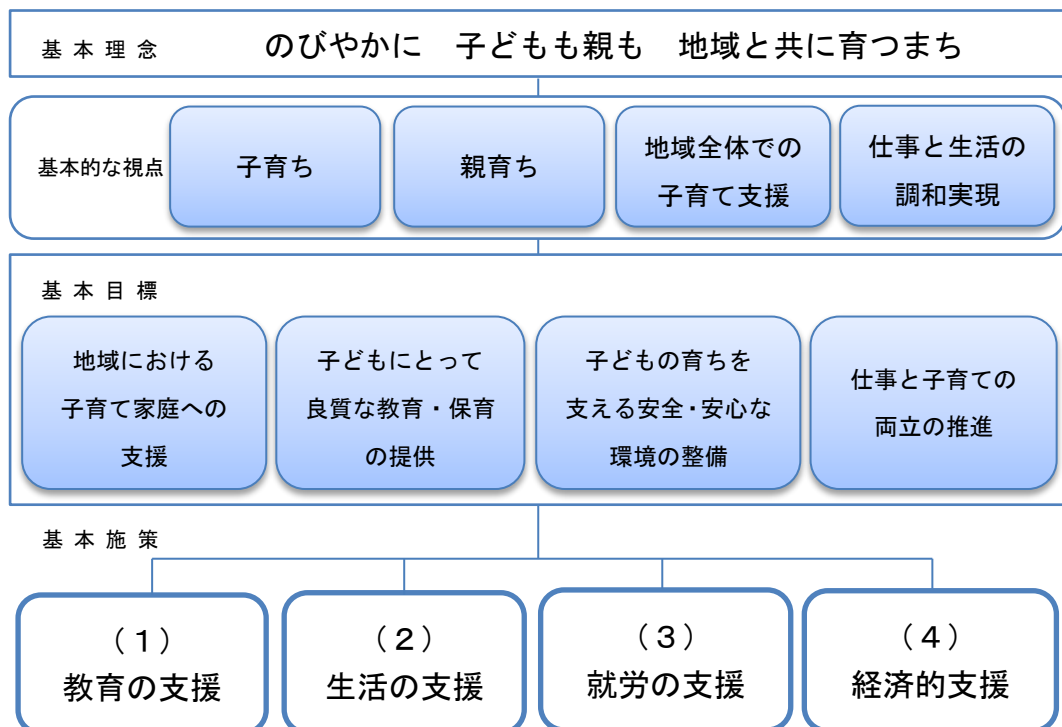 基本理念 のびやかに 子どもも親も 地域と共に育つまち
基本的な視点
子育ち
親育ち
地域全体での
子育て支援
仕事と生活の
調和実現
基本目標
地域における
子育て家庭への
支援
子どもにとって
良質な教育・保育
の提供
子どもの育ちを
支える安全・安心な
環境の整備
仕事と子育ての
両立の推進
基本施策
(1)
教育の支援
(2)
生活の支援
(3)
就労の支援
(4)
経済的支援